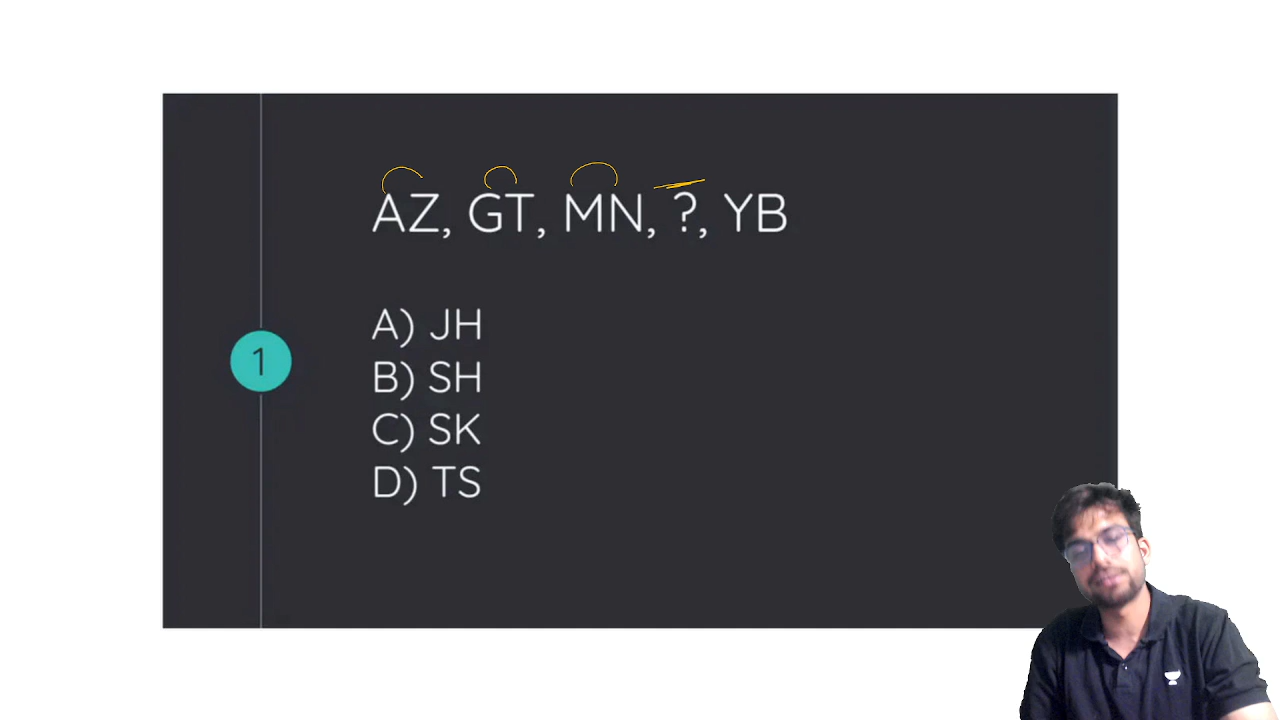 AZ, GT, MN, ?, YB
A) JH
1
B) SH
C) SK
D) TS